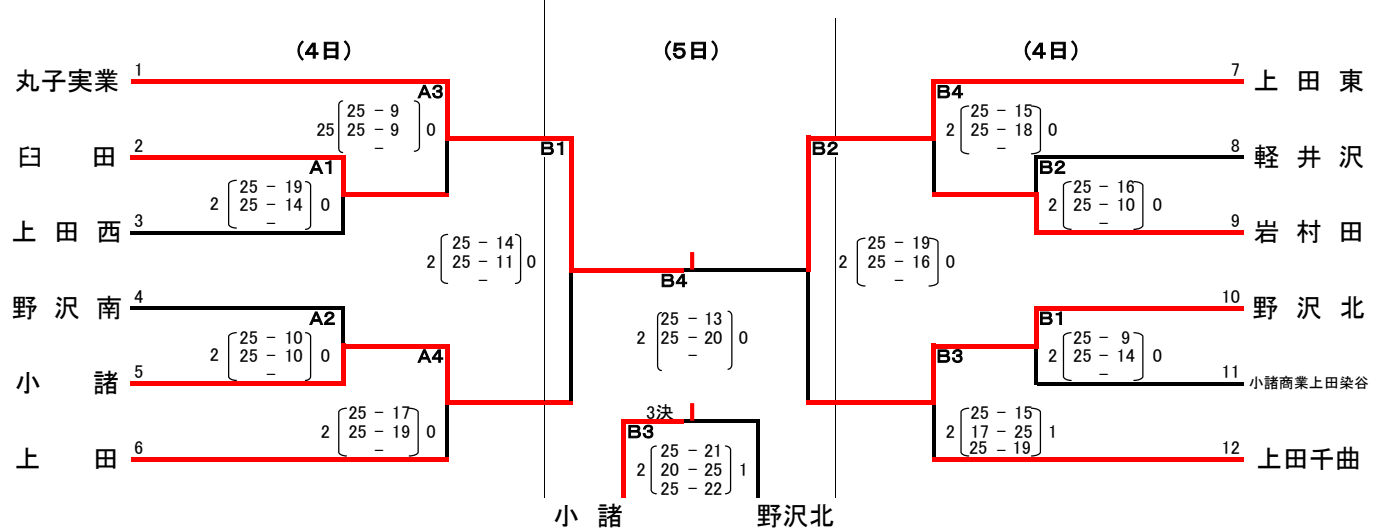 (4日) (5日) (4日)
丸子実業 1
臼 田 2
上 田 西 3
野 沢 南 4
小 諸 5
上 田 6
A3
25 - 9
25 25 - 9 0
-
A1
25 - 19
2 25 - 14 0
-
B1
25 - 14
2 25 - 11 0
-
A2
25 - 10
2 25 - 10 0
-
A4
25 - 17
2 25 - 19 0
-
B4
25 - 13
2 25 - 20 0
-
3決
B3
25 - 21
2 20 - 25 1
25 - 22
小 諸 野沢北
B4
25 - 15
2 25 - 18 0
-
B2
25 - 16
2 25 - 10 0
-
B2
25 - 19
2 25 - 16 0
-
B1
25 - 9
2 25 - 14 0
-
B3
25 - 15
2 17 - 25 1
25 - 19
7 上 田 東
8 軽 井 沢
9 岩 村 田
10 野 沢 北
11 小諸商業上田染谷
12 上田千曲